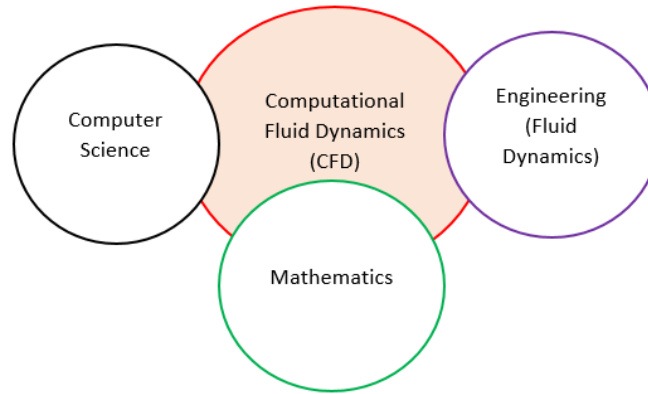 Computer
Science
Computational
Fluid Dynamics
(CFD)
Engineering
(Fluid
Dynamics)
Mathematics